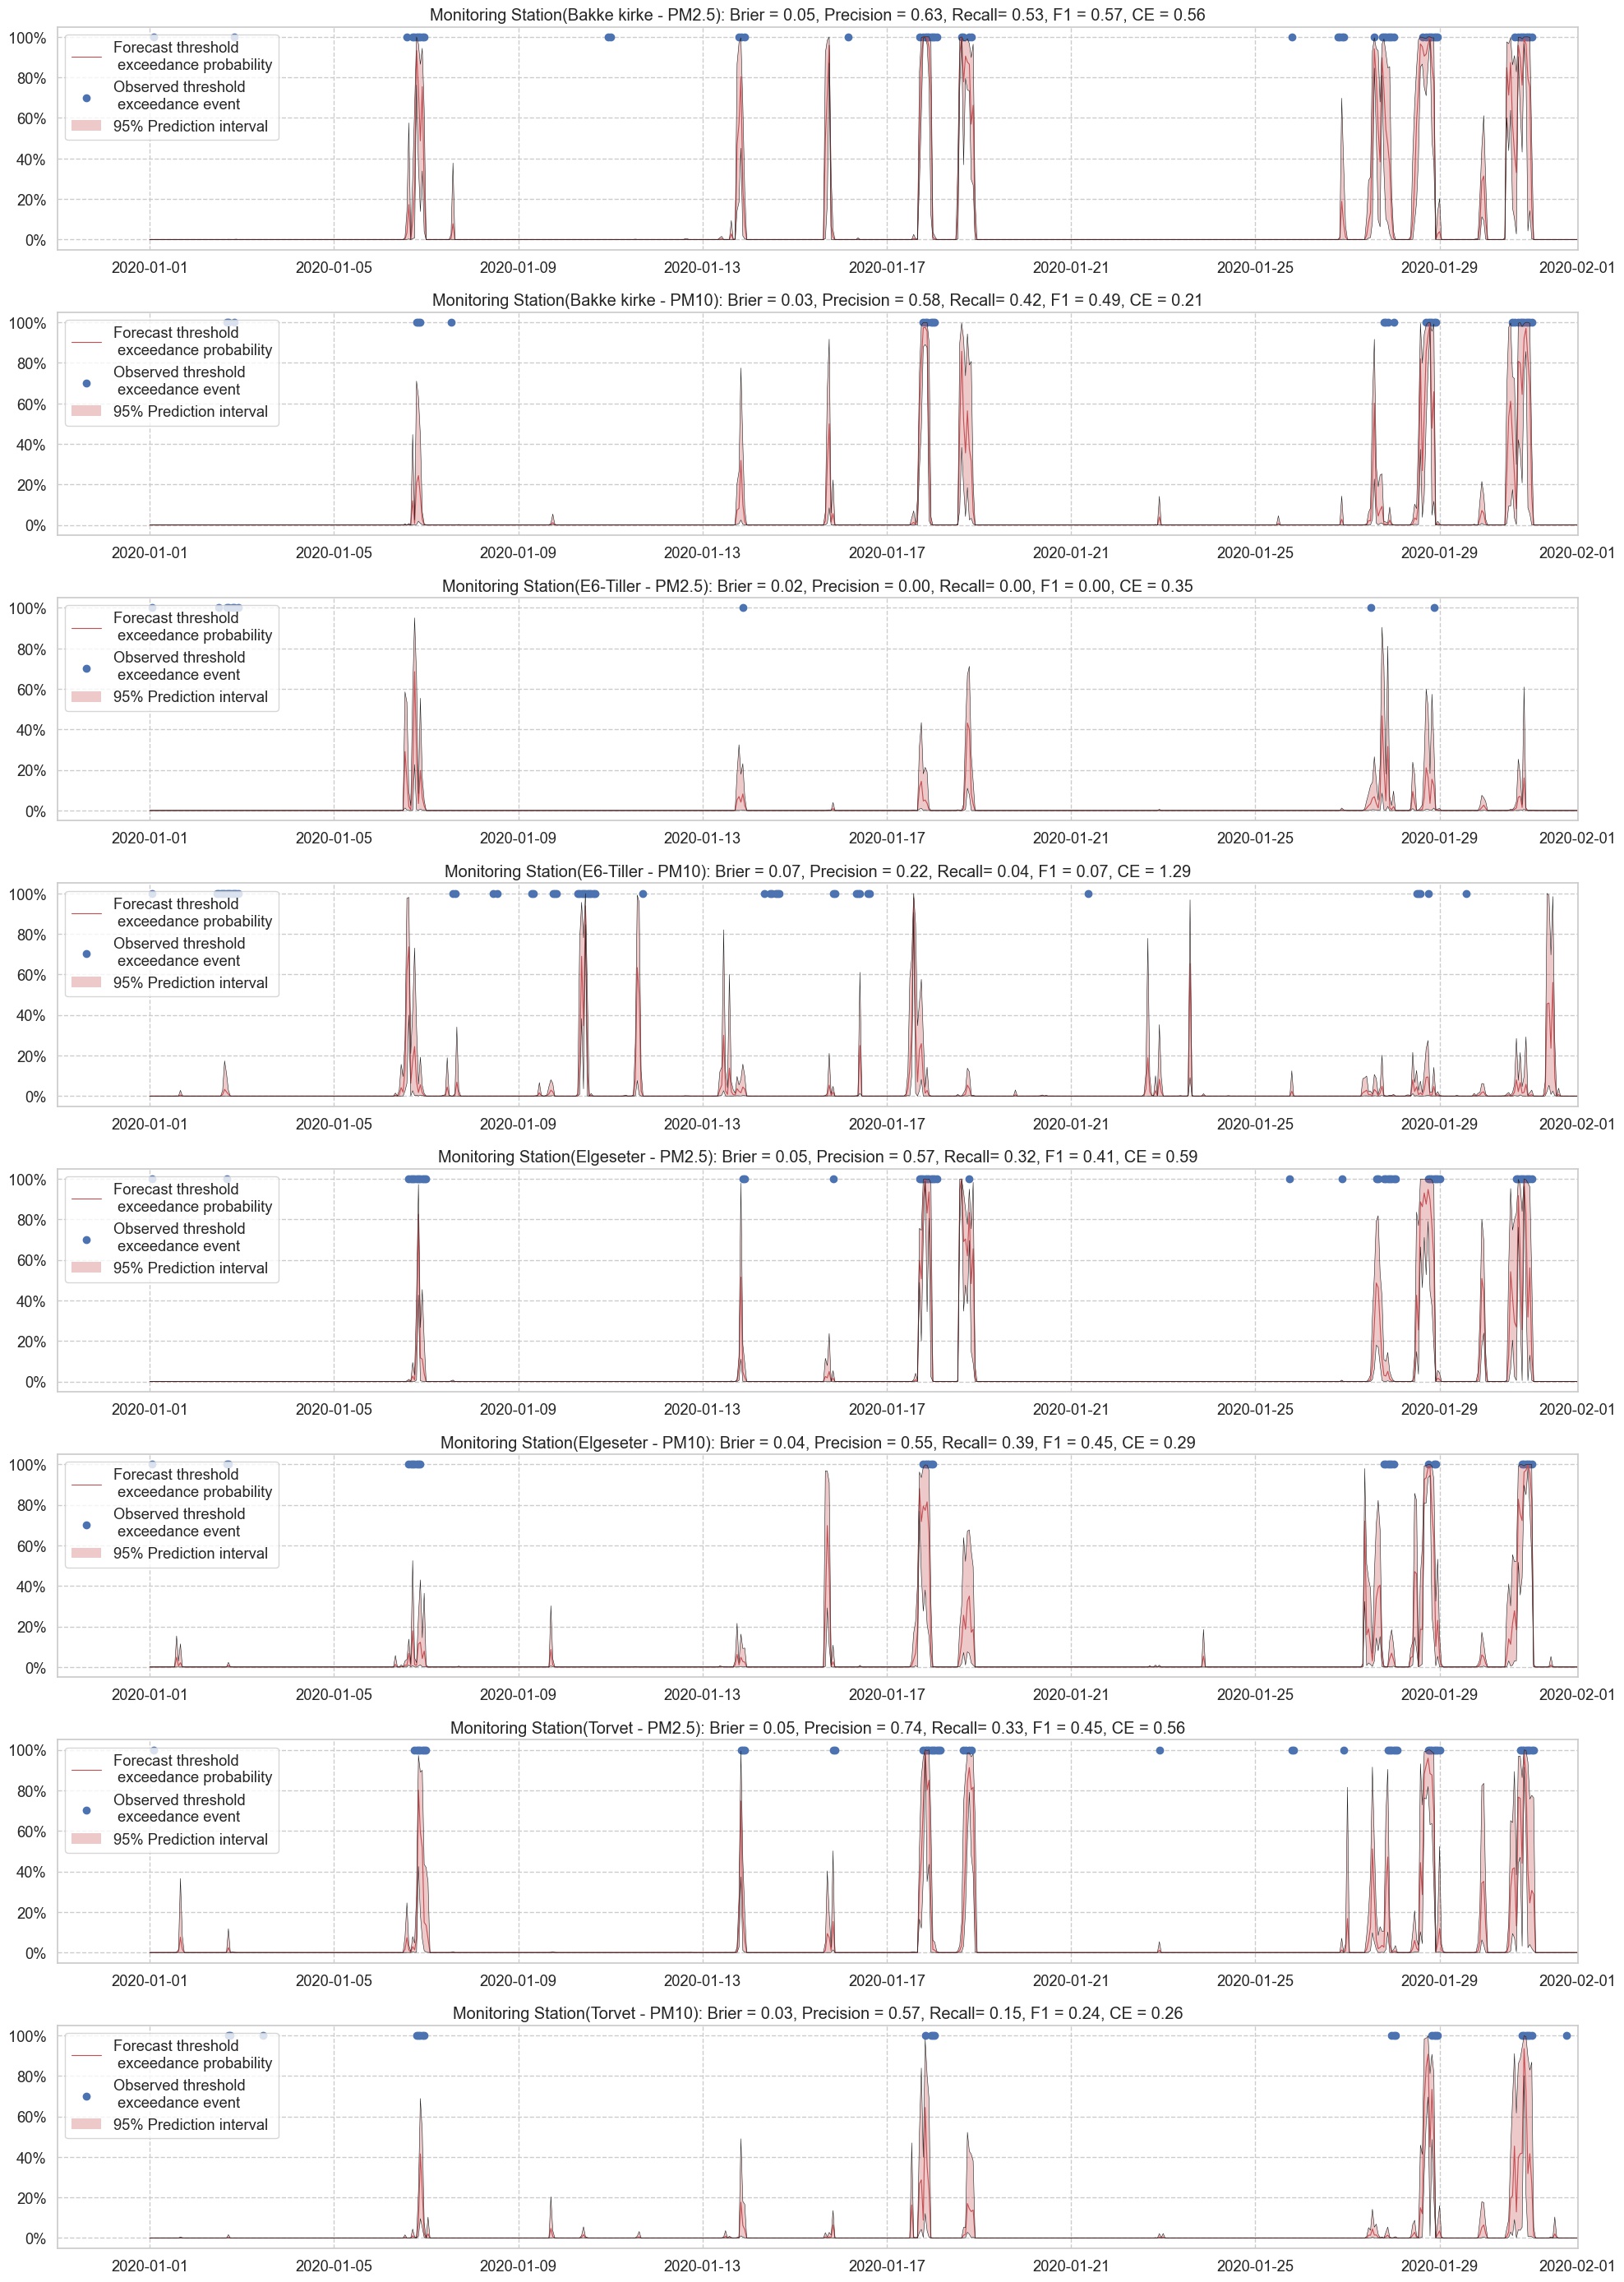 Monitoring Station(Bakke kirke - PM2.5): Brier = 0.05, Precision = 0.63, Recall= 0.53, F1 = 0.57, CE = 0.56
100%
80%
60%
40%
20%
0%
Forecast threshold
exceedance probability
Observed threshold
exceedance event
95% Prediction interval
2020-01-01 2020-01-05 2020-01-09 2020-01-13 2020-01-17 2020-01-21 2020-01-25 2020-01-29 2020-02-01
Monitoring Station(Bakke kirke - PM10): Brier = 0.03, Precision = 0.58, Recall= 0.42, F1 = 0.49, CE = 0.21
100%
80%
60%
40%
20%
0%
Forecast threshold
exceedance probability
Observed threshold
exceedance event
95% Prediction interval
2020-01-01 2020-01-05 2020-01-09 2020-01-13 2020-01-17 2020-01-21 2020-01-25 2020-01-29 2020-02-01
Monitoring Station(E6-Tiller - PM2.5): Brier = 0.02, Precision = 0.00, Recall= 0.00, F1 = 0.00, CE = 0.35
100%
80%
60%
40%
20%
0%
Forecast threshold
exceedance probability
Observed threshold
exceedance event
95% Prediction interval
2020-01-01 2020-01-05 2020-01-09 2020-01-13 2020-01-17 2020-01-21 2020-01-25 2020-01-29 2020-02-01
Monitoring Station(E6-Tiller - PM10): Brier = 0.07, Precision = 0.22, Recall= 0.04, F1 = 0.07, CE = 1.29
100%
80%
60%
40%
20%
0%
Forecast threshold
exceedance probability
Observed threshold
exceedance event
95% Prediction interval
2020-01-01 2020-01-05 2020-01-09 2020-01-13 2020-01-17 2020-01-21 2020-01-25 2020-01-29 2020-02-01
Monitoring Station(Elgeseter - PM2.5): Brier = 0.05, Precision = 0.57, Recall= 0.32, F1 = 0.41, CE = 0.59
100%
80%
60%
40%
20%
0%
Forecast threshold
exceedance probability
Observed threshold
exceedance event
95% Prediction interval
2020-01-01 2020-01-05 2020-01-09 2020-01-13 2020-01-17 2020-01-21 2020-01-25 2020-01-29 2020-02-01
Monitoring Station(Elgeseter - PM10): Brier = 0.04, Precision = 0.55, Recall= 0.39, F1 = 0.45, CE = 0.29
100%
80%
60%
40%
20%
0%
Forecast threshold
exceedance probability
Observed threshold
exceedance event
95% Prediction interval
2020-01-01 2020-01-05 2020-01-09 2020-01-13 2020-01-17 2020-01-21 2020-01-25 2020-01-29 2020-02-01
Monitoring Station(Torvet - PM2.5): Brier = 0.05, Precision = 0.74, Recall= 0.33, F1 = 0.45, CE = 0.56
100%
80%
60%
40%
20%
0%
Forecast threshold
exceedance probability
Observed threshold
exceedance event
95% Prediction interval
2020-01-01 2020-01-05 2020-01-09 2020-01-13 2020-01-17 2020-01-21 2020-01-25 2020-01-29 2020-02-01
Monitoring Station(Torvet - PM10): Brier = 0.03, Precision = 0.57, Recall= 0.15, F1 = 0.24, CE = 0.26
100%
80%
60%
40%
20%
0%
Forecast threshold
exceedance probability
Observed threshold
exceedance event
95% Prediction interval
2020-01-01 2020-01-05 2020-01-09 2020-01-13 2020-01-17 2020-01-21 2020-01-25 2020-01-29 2020-02-01